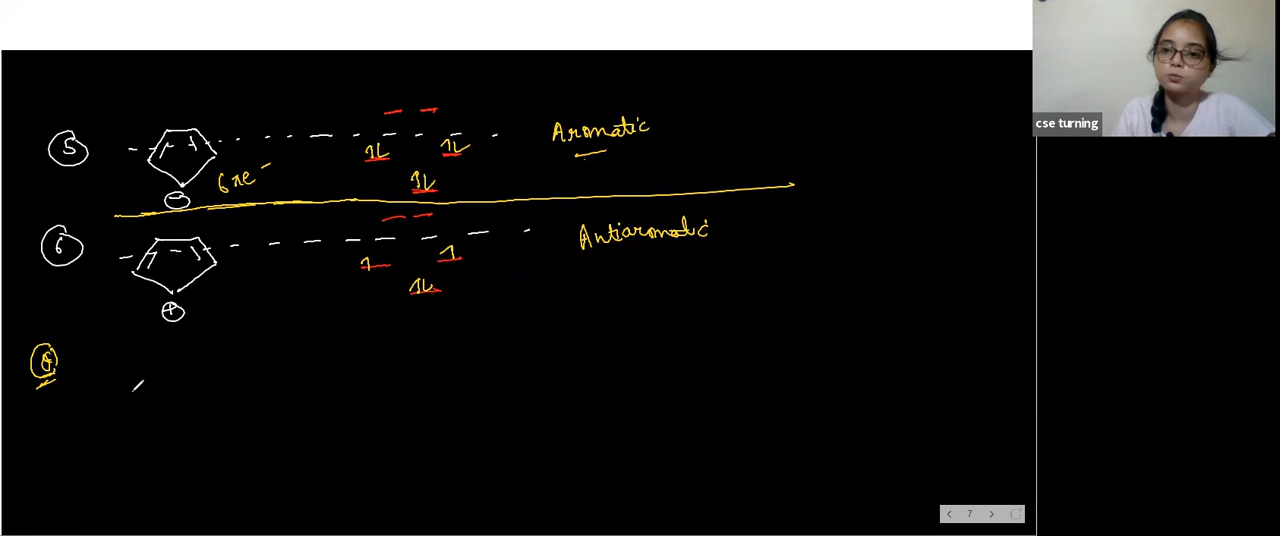 cse turning
5 Aromatic
6πe⁻
⊖
6 Antiaromatic
⊕
Q
7